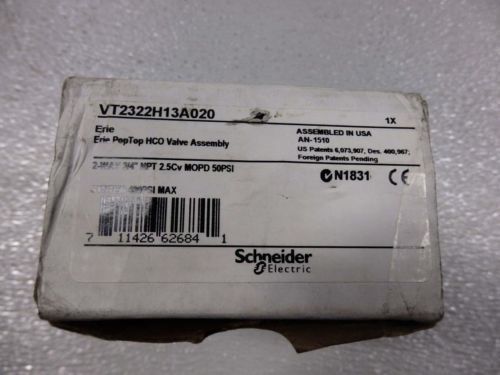 VT2322H13A020
1X
Erie
Erie PopTop HCO Valve Assembly
ASSEMBLED IN USA
AN-1510
US Patents 6,073,907, Des. 400,967;
Foreign Patents Pending
2-WAY 3/4" NPT 2.5Cv MOPD 50PSI
N1831 CE
PSI MAX
7 11426 62684 1
Schneider
Electric